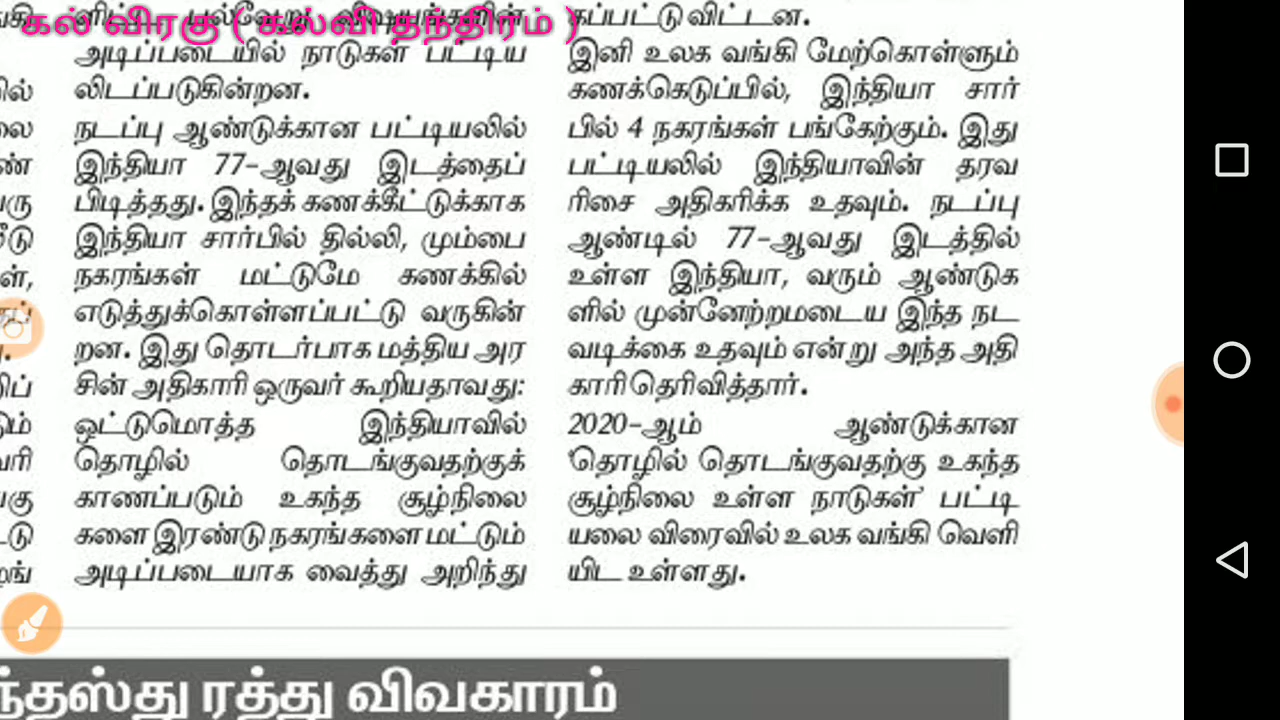 கல் விரகு ( கல்வி தந்திரம் )
அடிப்படையில் நாடுகள் பட்டிய
லிடப்படுகின்றன.
நடப்பு ஆண்டுக்கான பட்டியலில்
இந்தியா 77-ஆவது இடத்தைப்
பிடித்தது. இந்தக் கணக்கீட்டுக்காக
இந்தியா சார்பில் தில்லி, மும்பை
நகரங்கள் மட்டுமே கணக்கில்
எடுத்துக்கொள்ளப்பட்டு வருகின்
றன. இது தொடர்பாக மத்திய அர
சின் அதிகாரி ஒருவர் கூறியதாவது:
ஒட்டுமொத்த இந்தியாவில்
தொழில் தொடங்குவதற்குக்
காணப்படும் உகந்த சூழ்நிலை
களை இரண்டு நகரங்களை மட்டும்
அடிப்படையாக வைத்து அறிந்து
கப்பட்டு விட்டன.
இனி உலக வங்கி மேற்கொள்ளும்
கணக்கெடுப்பில், இந்தியா சார்
பில் 4 நகரங்கள் பங்கேற்கும். இது
பட்டியலில் இந்தியாவின் தரவ
ரிசை அதிகரிக்க உதவும். நடப்பு
ஆண்டில் 77-ஆவது இடத்தில்
உள்ள இந்தியா, வரும் ஆண்டுக
ளில் முன்னேற்றமடைய இந்த நட
வடிக்கை உதவும் என்று அந்த அதி
காரி தெரிவித்தார்.
2020-ஆம் ஆண்டுக்கான
'தொழில் தொடங்குவதற்கு உகந்த
சூழ்நிலை உள்ள நாடுகள்' பட்டி
யலை விரைவில் உலக வங்கி வெளி
யிட உள்ளது.
ந்தஸ்து ரத்து விவகாரம்